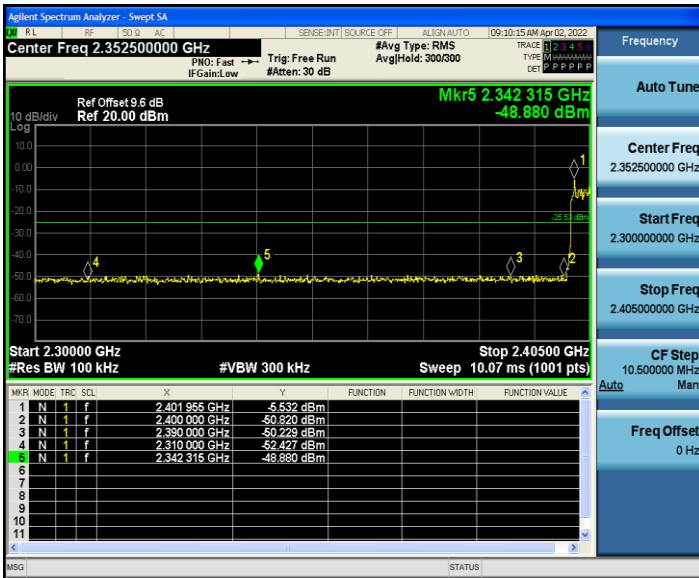 Agilent Spectrum Analyzer - Swept SA
RL RF 50 Ω AC SENSE:INT SOURCE OFF ALIGN AUTO 09:10:15 AM Apr 02, 2022
Center Freq 2.352500000 GHz
PNO: Fast
IFGain:Low
Trig: Free Run
#Atten: 30 dB
#Avg Type: RMS
Avg|Hold: 300/300
TRACE 1 2 3 4 5 6
TYPE M
DET P P P P P P
Ref Offset 9.6 dB
10 dB/div Ref 20.00 dBm
Log
Mkr5 2.342 315 GHz
-48.880 dBm
10.0
0.00
-10.0
-20.0
-30.0
-40.0
-50.0
-60.0
-70.0
1
2
3
4
5
Start 2.30000 GHz Stop 2.40500 GHz
#Res BW 100 kHz #VBW 300 kHz Sweep 10.07 ms (1001 pts)
MKR MODE TRC SCL X Y FUNCTION FUNCTION WIDTH FUNCTION VALUE
1 N 1 f 2.401 955 GHz -5.532 dBm
2 N 1 f 2.400 000 GHz -50.820 dBm
3 N 1 f 2.390 000 GHz -50.229 dBm
4 N 1 f 2.310 000 GHz -52.427 dBm
5 N 1 f 2.342 315 GHz -48.880 dBm
6
7
8
9
10
11
MSG STATUS
Frequency
Auto Tune
Center Freq
2.352500000 GHz
Start Freq
2.300000000 GHz
Stop Freq
2.405000000 GHz
CF Step
10.500000 MHz
Auto Man
Freq Offset
0 Hz